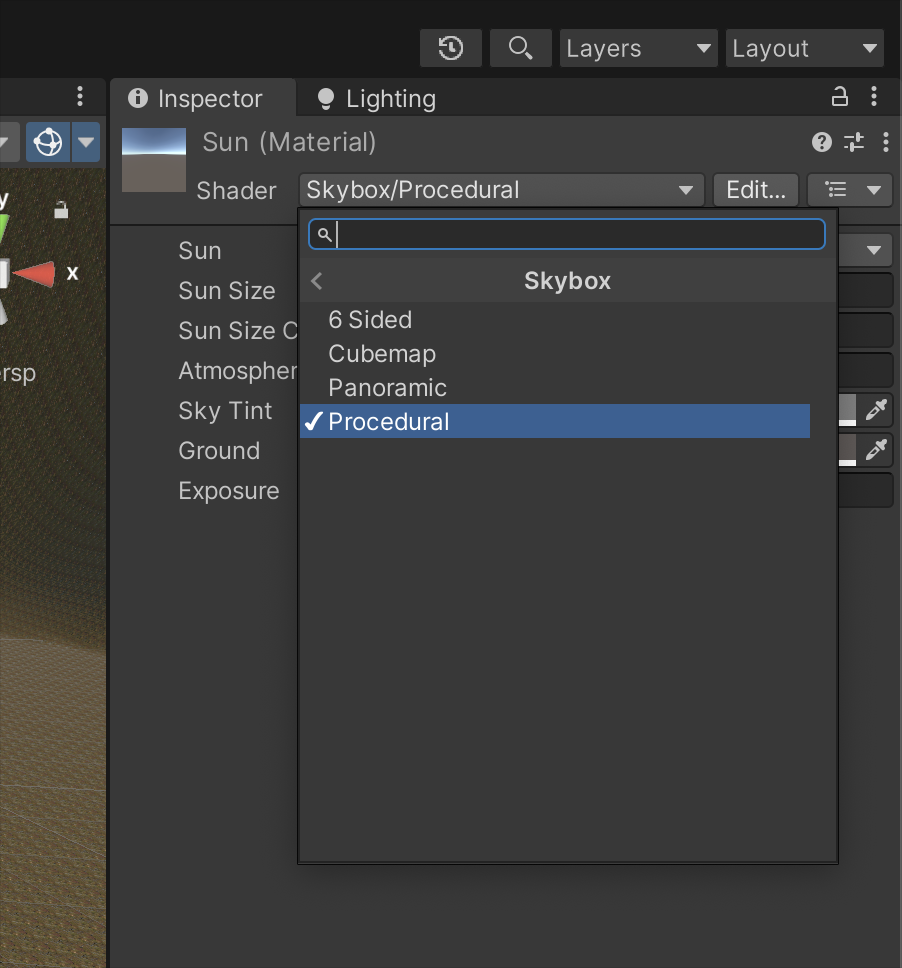 Layers
Layout
Inspector
Lighting
Sun (Material)
Shader
Skybox/Procedural
Edit...
y
x
Sun
Sun Size
Sun Size C
Atmospher
Sky Tint
Ground
Exposure
ersp
Skybox
6 Sided
Cubemap
Panoramic
Procedural